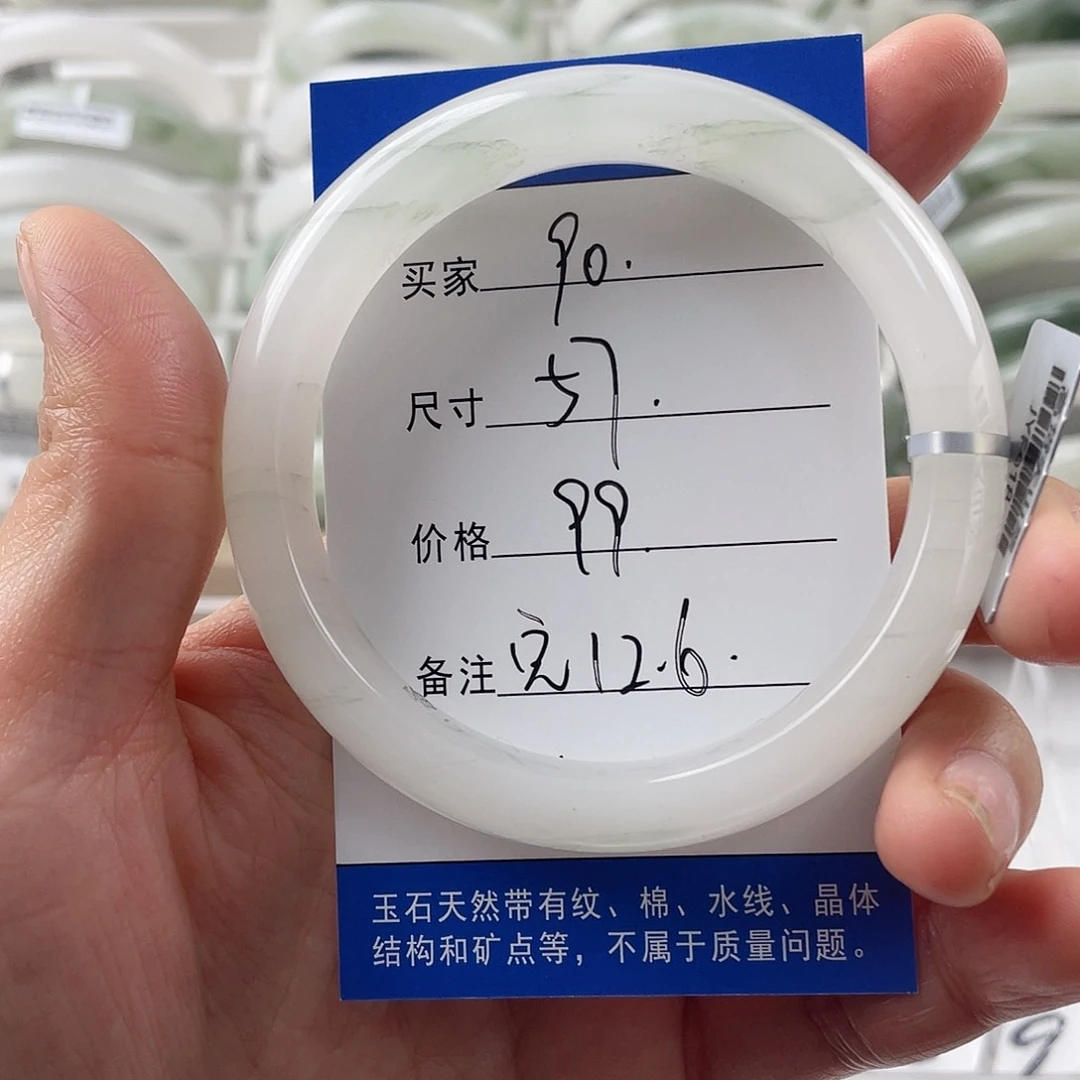 买家 90.
尺寸 57.
价格 99.
备注 宽12.6.
玉石天然带有纹、棉、水线、晶体
结构和矿点等，不属于质量问题。
9